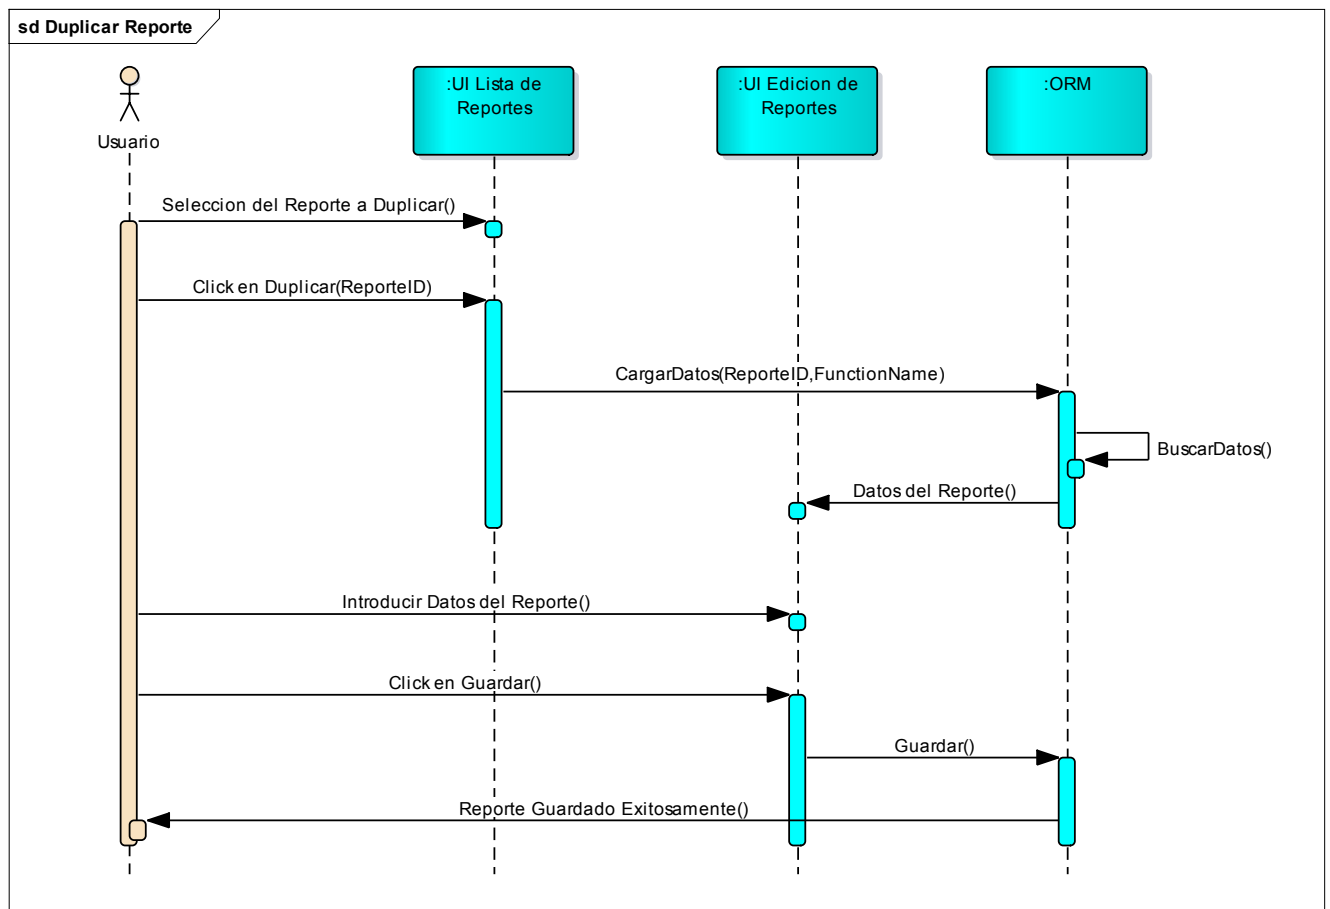 sd Duplicar Reporte
Usuario
:UI Lista de
Reportes
:UI Edicion de
Reportes
:ORM
Seleccion del Reporte a Duplicar()
Click en Duplicar(ReporteID)
CargarDatos(ReporteID,FunctionName)
BuscarDatos()
Datos del Reporte()
Introducir Datos del Reporte()
Click en Guardar()
Guardar()
Reporte Guardado Exitosamente()